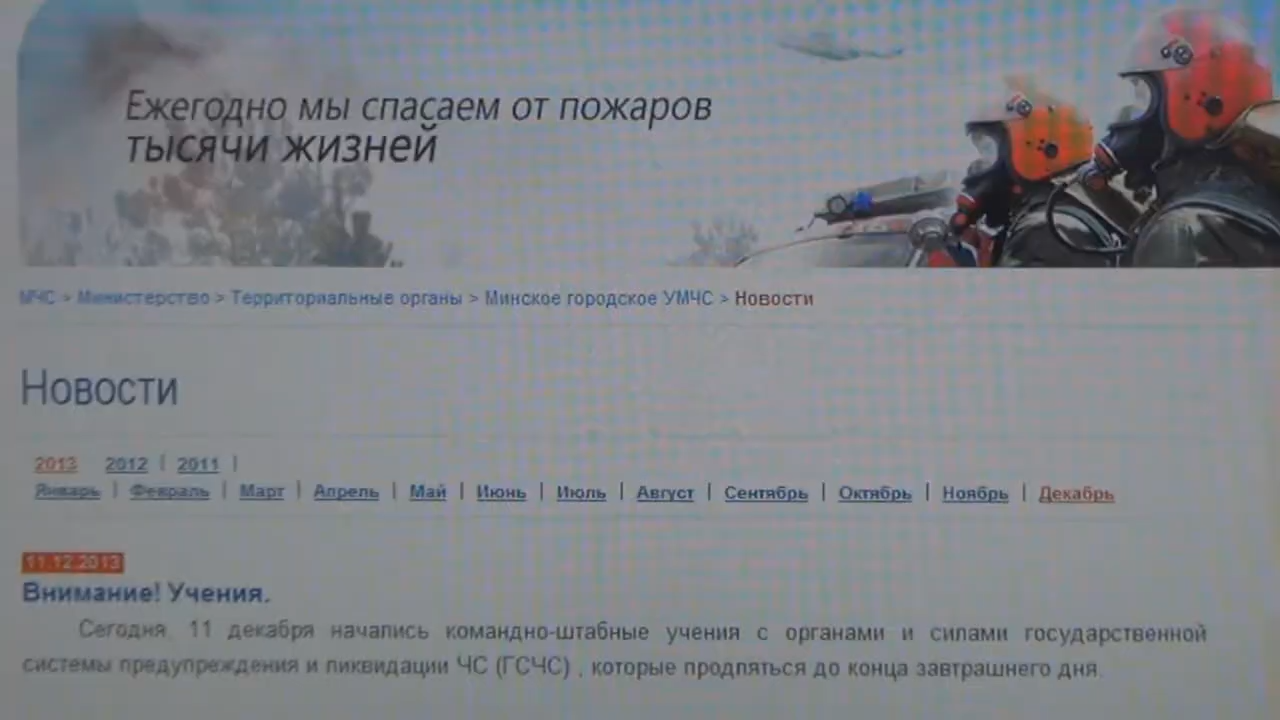 Ежегодно мы спасаем от пожаров
тысячи жизней
МЧС > Министерство > Территориальные органы > Минское городское УМЧС > Новости
Новости
2013 2012 | 2011 |
Январь | Февраль | Март | Апрель | Май | Июнь | Июль | Август | Сентябрь | Октябрь | Ноябрь | Декабрь
11.12.2013
Внимание! Учения.
Сегодня, 11 декабря начались командно-штабные учения с органами и силами государственной
системы предупреждения и ликвидации ЧС (ГСЧС) , которые продляться до конца завтрашнего дня.